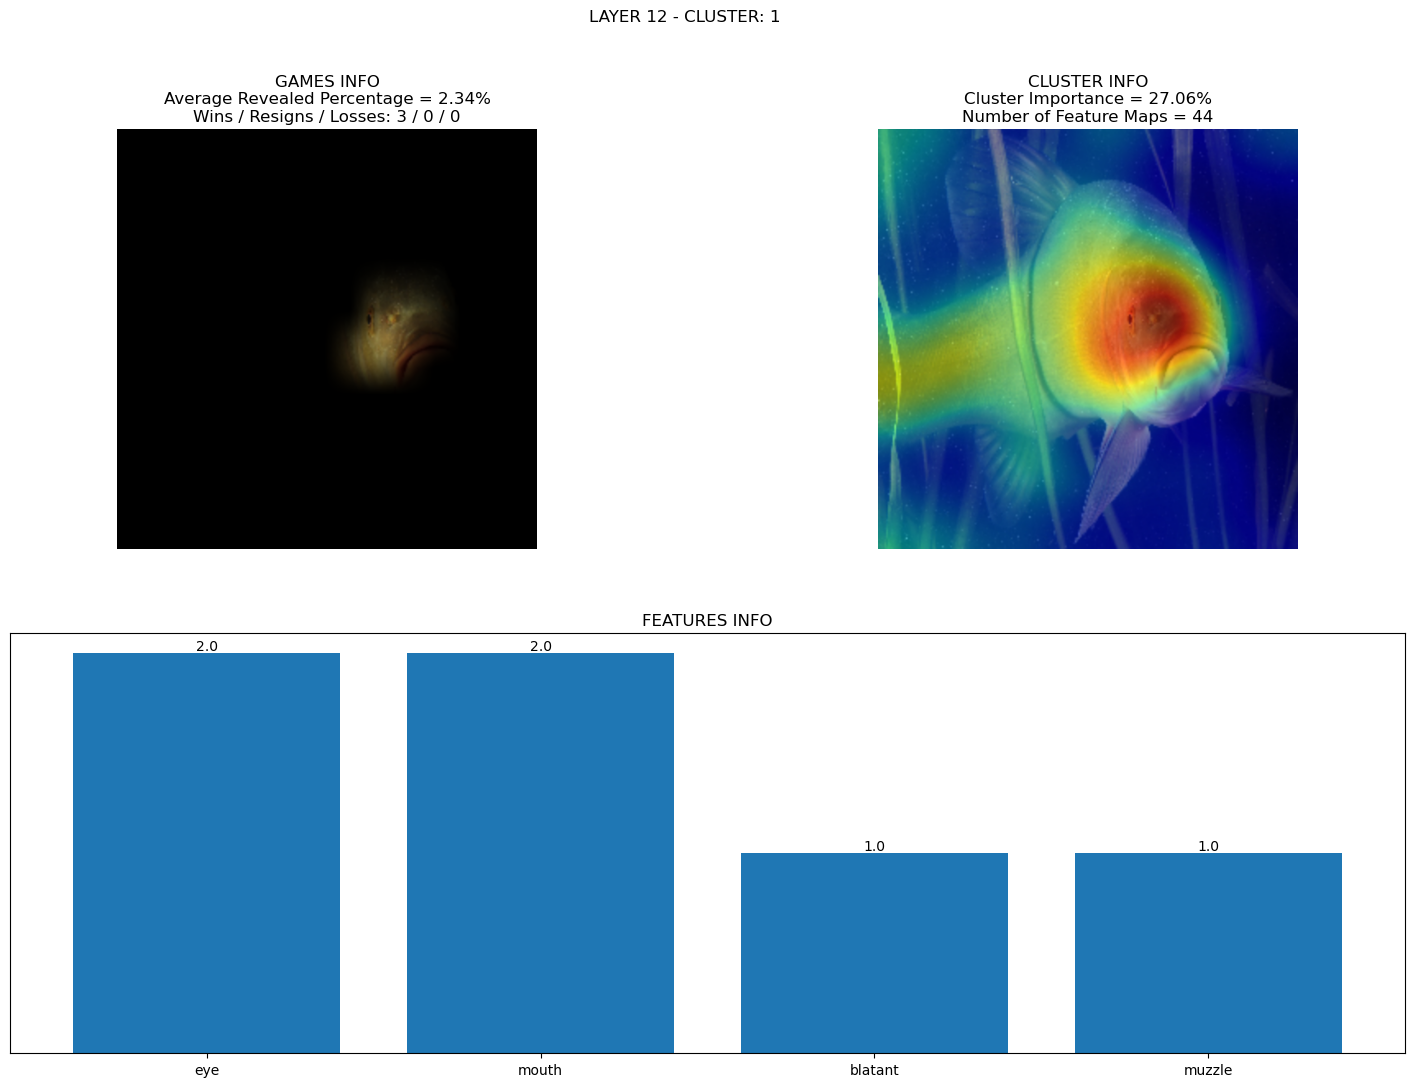 LAYER 12 - CLUSTER: 1
GAMES INFO
Average Revealed Percentage = 2.34%
Wins / Resigns / Losses: 3 / 0 / 0
CLUSTER INFO
Cluster Importance = 27.06%
Number of Feature Maps = 44
FEATURES INFO
2.0
2.0
1.0
1.0
eye
mouth
blatant
muzzle